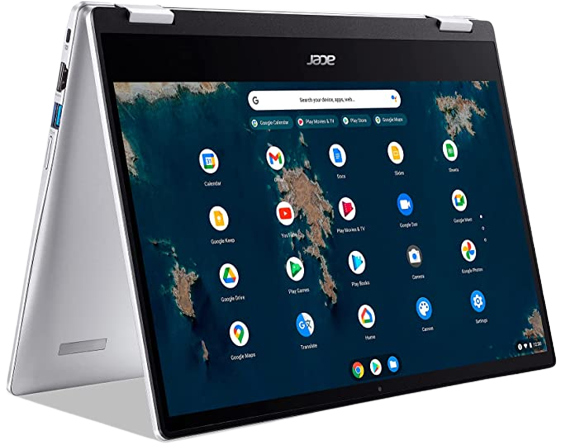 acer
Search your device, apps, web...
Google Calendar Play Movies & TV Play Store Google Maps
Calendar Docs Slides Sheets
Google Keep YouTube Play Movies & TV Google Duo Google Meet
Google Drive Play Games Play Books Camera Google Photos
Google Maps Translate Home Canvas Settings
12:30